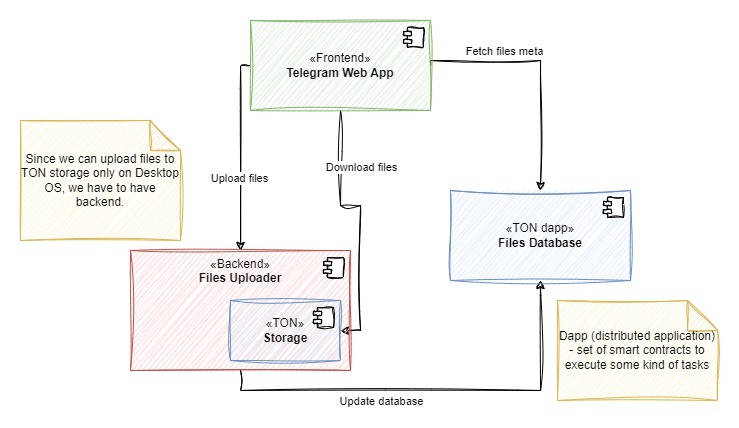 «Frontend»
Telegram Web App
Fetch files meta
Since we can upload files to
TON storage only on Desktop
OS, we have to have
backend.
Upload files
Download files
«TON dapp»
Files Database
«Backend»
Files Uploader
«TON»
Storage
Dapp (distributed application)
- set of smart contracts to
execute some kind of tasks
Update database